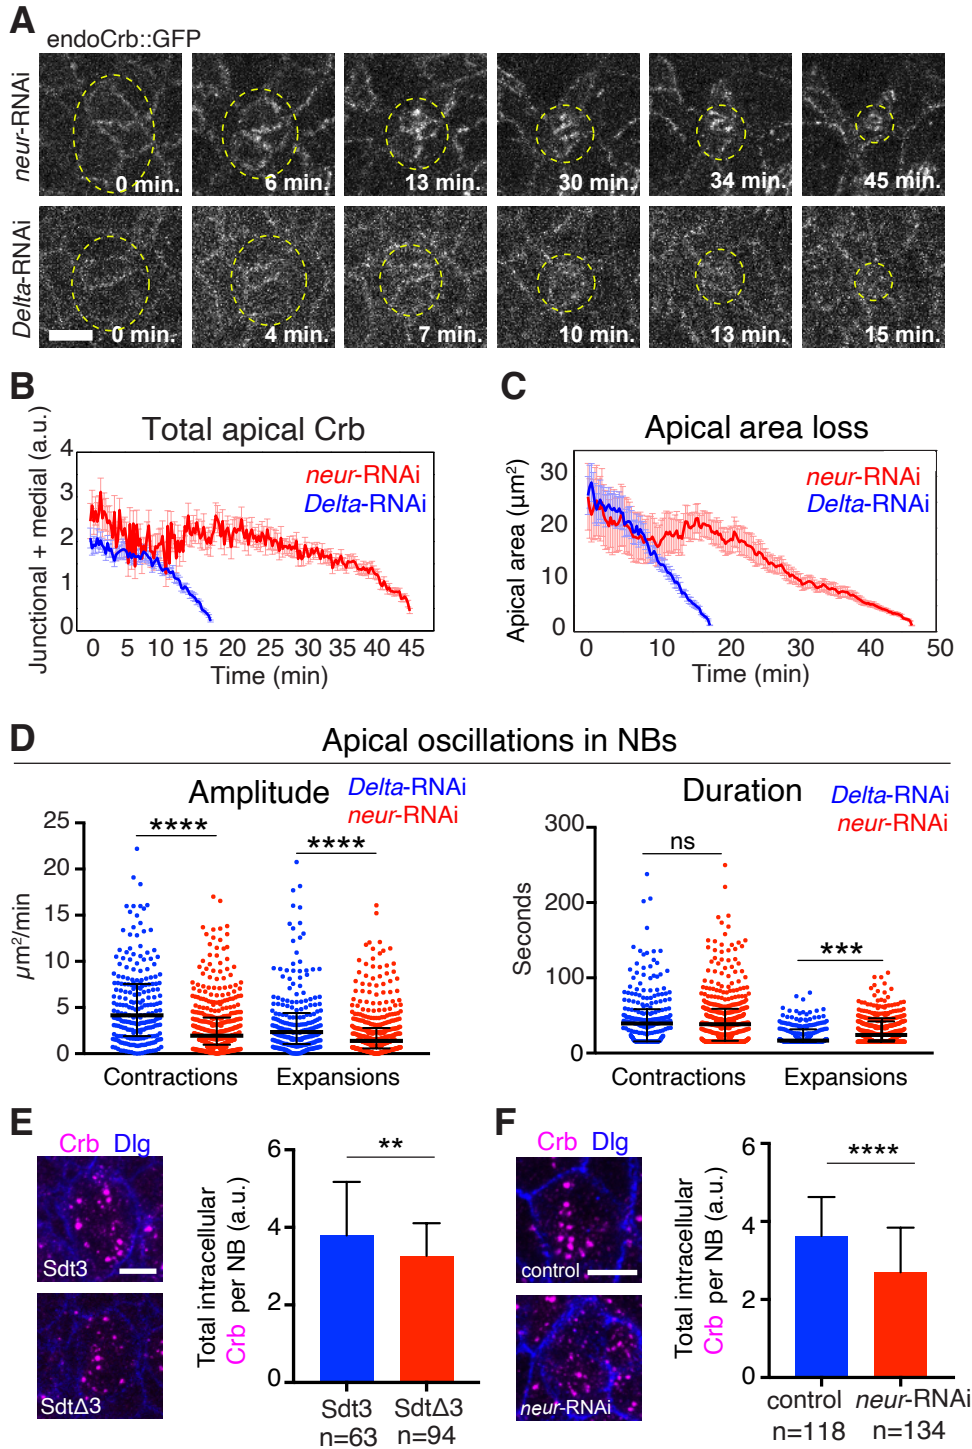 A
endoCrb::GFP
neur-RNAi
0 min.
6 min.
13 min.
30 min.
34 min.
45 min.
Delta-RNAi
0 min.
4 min.
7 min.
10 min.
13 min.
15 min.
B
Total apical Crb
Junctional + medial (a.u.)
neur-RNAi
Delta-RNAi
4
3
2
1
0
0 5 10 15 20 25 30 35 40 45
Time (min)
C
Apical area loss
Apical area (µm²)
neur-RNAi
Delta-RNAi
30
20
10
0
0 10 20 30 40 50
Time (min)
D
Apical oscillations in NBs
Amplitude
Delta-RNAi
neur-RNAi
µm²/min
25
20
15
10
5
0
****
****
Contractions
Expansions
Duration
Delta-RNAi
neur-RNAi
Seconds
300
200
100
0
ns
***
Contractions
Expansions
E
Crb Dlg
Sdt3
SdtΔ3
Total intracellular
Crb per NB (a.u.)
6
4
2
0
**
Sdt3 SdtΔ3
n=63 n=94
F
Crb Dlg
control
neur-RNAi
Total intracellular
Crb per NB (a.u.)
6
4
2
0
****
control neur-RNAi
n=118 n=134